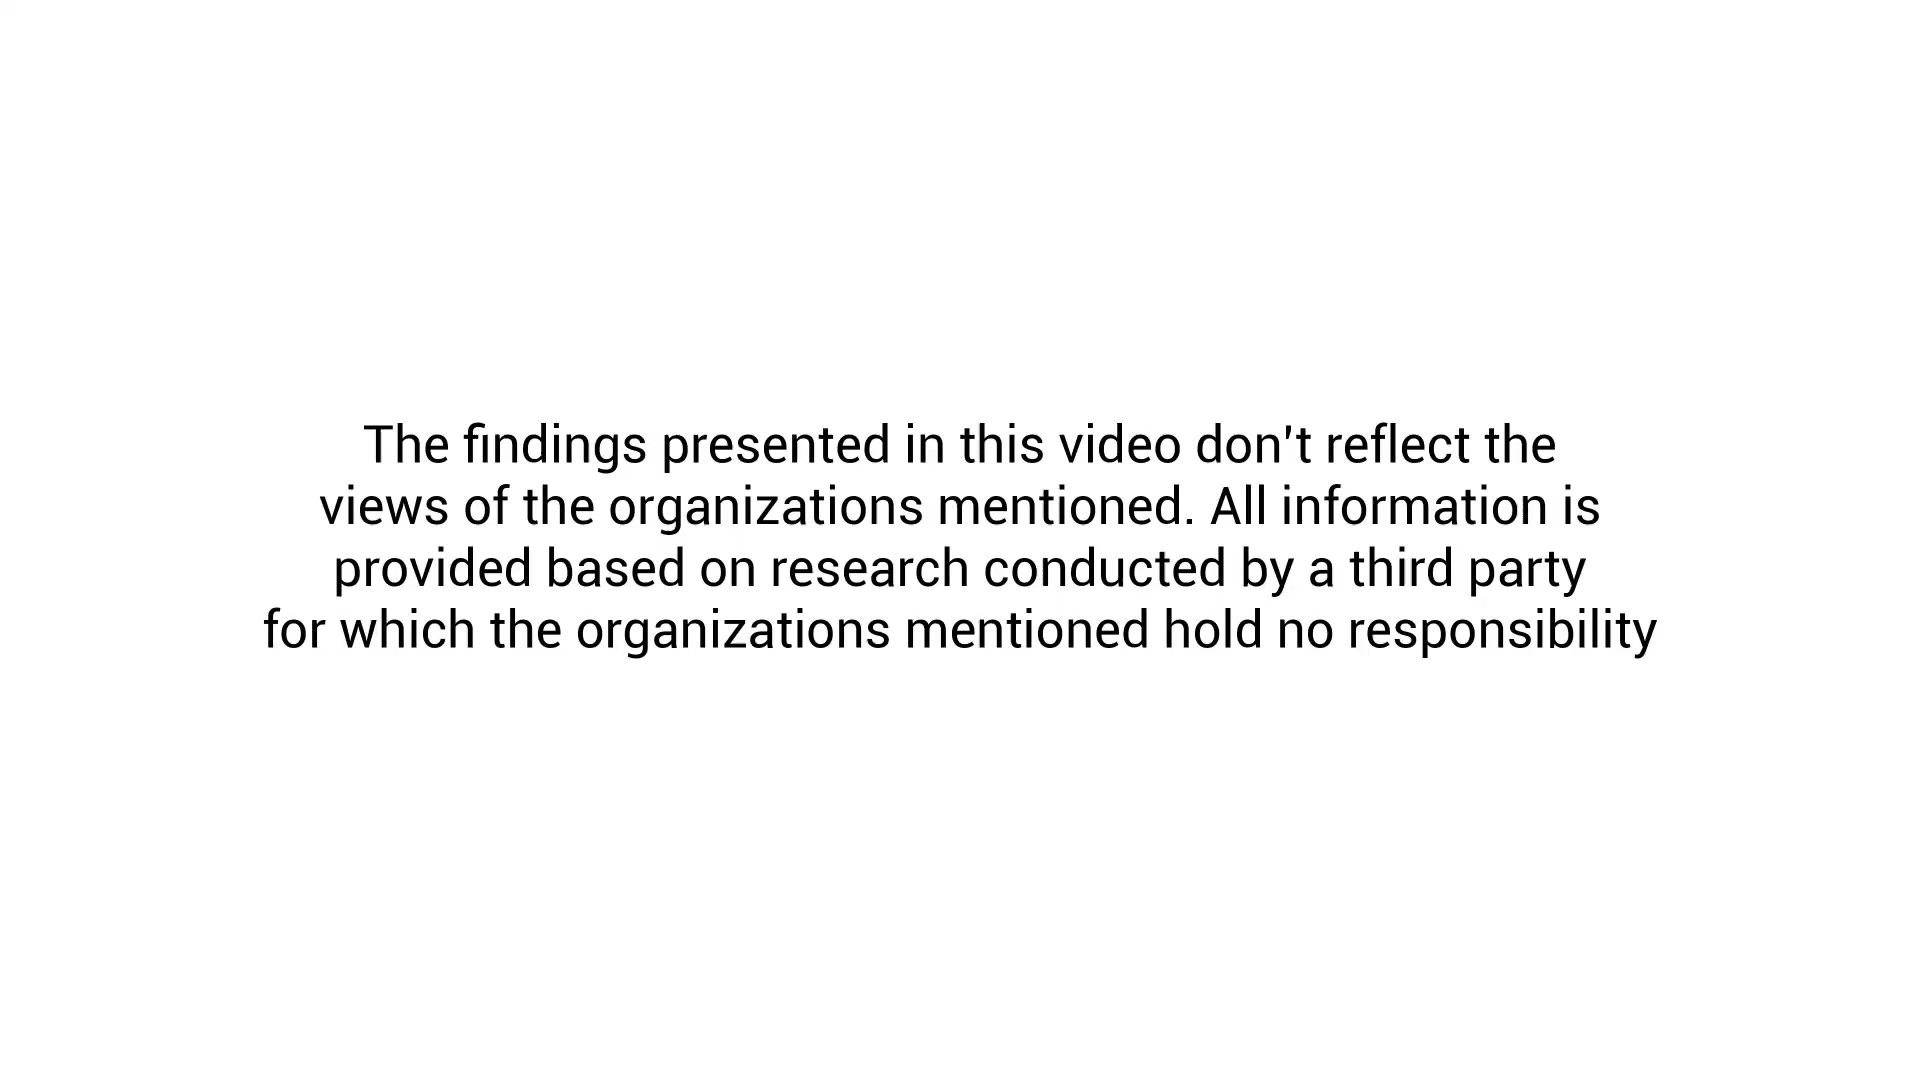 The findings presented in this video don't reflect the
views of the organizations mentioned. All information is
provided based on research conducted by a third party
for which the organizations mentioned hold no responsibility